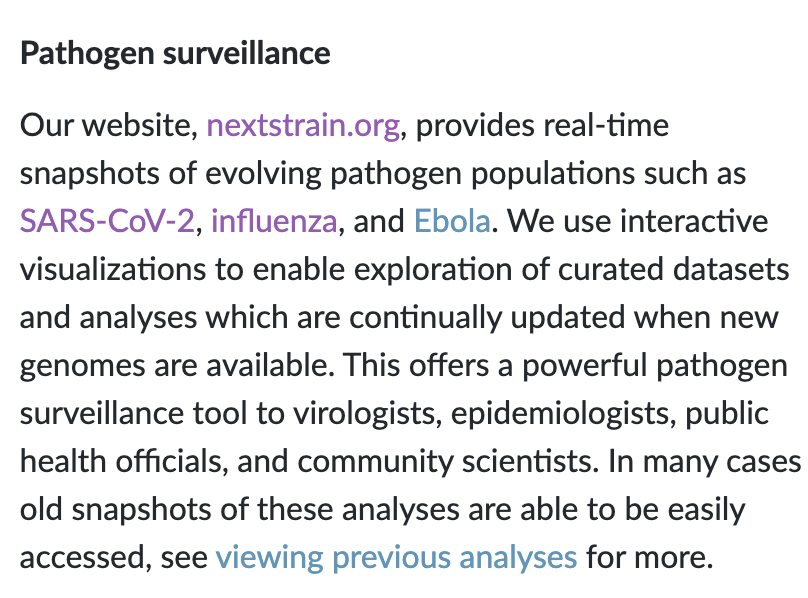 Pathogen surveillance
Our website, nextstrain.org, provides real-time
snapshots of evolving pathogen populations such as
SARS-CoV-2, influenza, and Ebola. We use interactive
visualizations to enable exploration of curated datasets
and analyses which are continually updated when new
genomes are available. This offers a powerful pathogen
surveillance tool to virologists, epidemiologists, public
health officials, and community scientists. In many cases
old snapshots of these analyses are able to be easily
accessed, see viewing previous analyses for more.